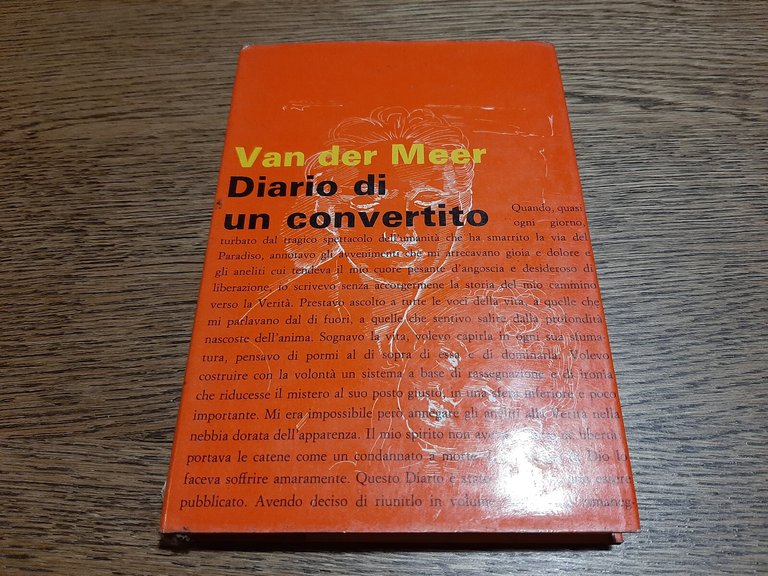 Van der Meer
Diario di
un convertito
Quando, quasi
ogni giorno,
turbato dal tragico spettacolo dell'umanità che ha smarrito la via del
Paradiso, annotavo gli avvenimenti che mi arrecavano gioia e dolore e
gli aneliti cui tendeva il mio cuore pesante d'angoscia e desideroso di
liberazione, io scrivevo senza accorgermene la storia del mio cammino
verso la Verità. Prestavo ascolto a tutte le voci della vita, a quelle che
mi parlavano dal di fuori, a quelle che sentivo salire dalla profondità
nascoste dell'anima. Sognavo la vita, volevo capirla in ogni sua sfuma-
tura, pensavo di pormi al di sopra di essa e di dominarla. Volevo
costruire con la volontà un sistema a base di rassegnazione e di ironia
che riducesse il mistero al suo posto giusto, in una sfera inferiore e poco
importante. Mi era impossibile però annegare gli aneliti alla Verità nella
nebbia dorata dell'apparenza. Il mio spirito non
portava le catene come un condannato a morte Dio lo
faceva soffrire amaramente. Questo Diario è stato essere
pubblicato. Avendo deciso di riunirlo in volume